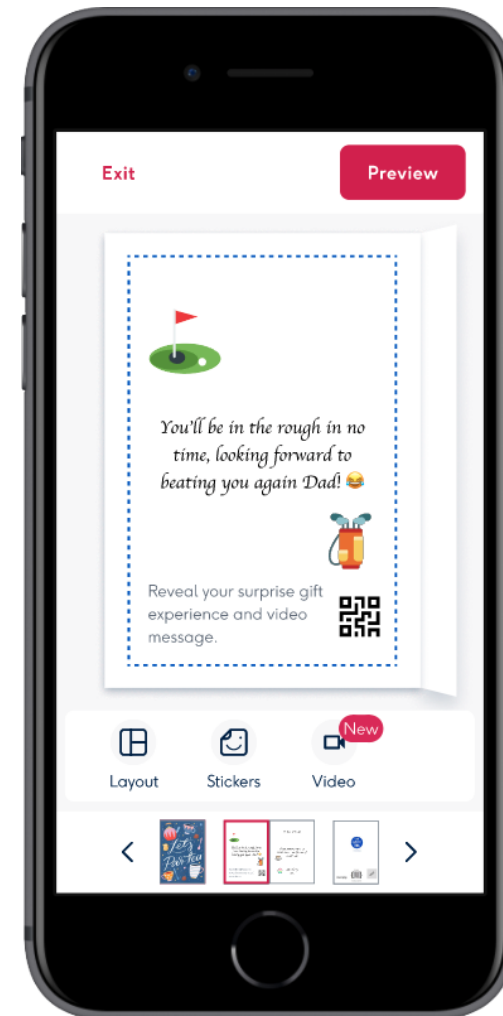 Exit
Preview
You'll be in the rough in no
time, looking forward to
beating you again Dad! 😂
Reveal your surprise gift
experience and video
message.
New
Layout
Stickers
Video
Let's